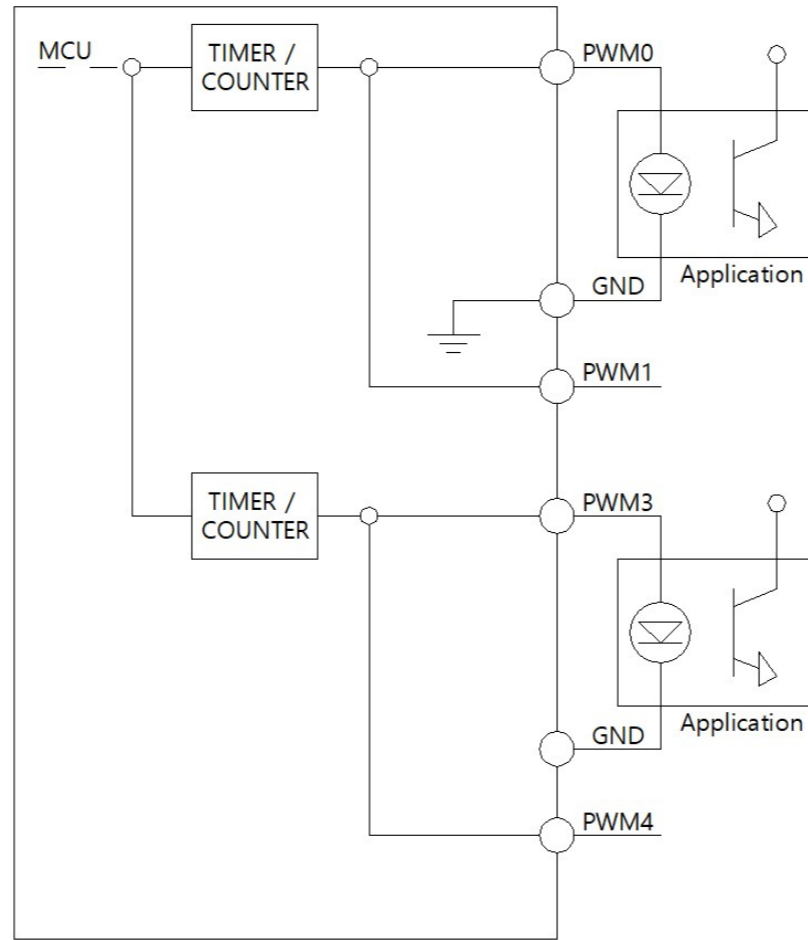 MCU
TIMER /
COUNTER
PWM0
Application
GND
PWM1
TIMER /
COUNTER
PWM3
Application
GND
PWM4